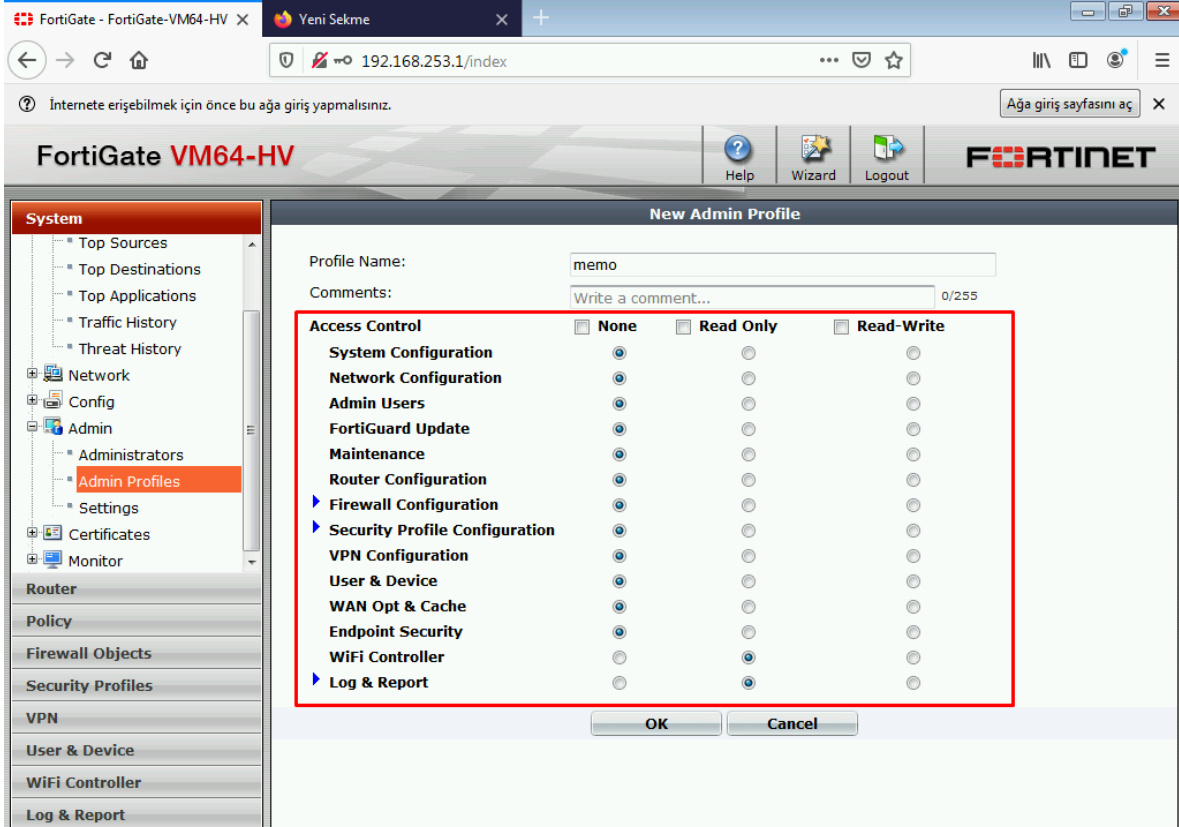 FortiGate - FortiGate-VM64-HV
Yeni Sekme
192.168.253.1/index
İnternete erişebilmek için önce bu ağa giriş yapmalısınız.
Ağa giriş sayfasını aç
FortiGate VM64-HV
Help
Wizard
Logout
FORTINET
System
Top Sources
Top Destinations
Top Applications
Traffic History
Threat History
Network
Config
Admin
Administrators
Admin Profiles
Settings
Certificates
Monitor
Router
Policy
Firewall Objects
Security Profiles
VPN
User & Device
WiFi Controller
Log & Report
New Admin Profile
Profile Name: memo
Comments: Write a comment... 0/255
Access Control None Read Only Read-Write
System Configuration
Network Configuration
Admin Users
FortiGuard Update
Maintenance
Router Configuration
Firewall Configuration
Security Profile Configuration
VPN Configuration
User & Device
WAN Opt & Cache
Endpoint Security
WiFi Controller
Log & Report
OK Cancel